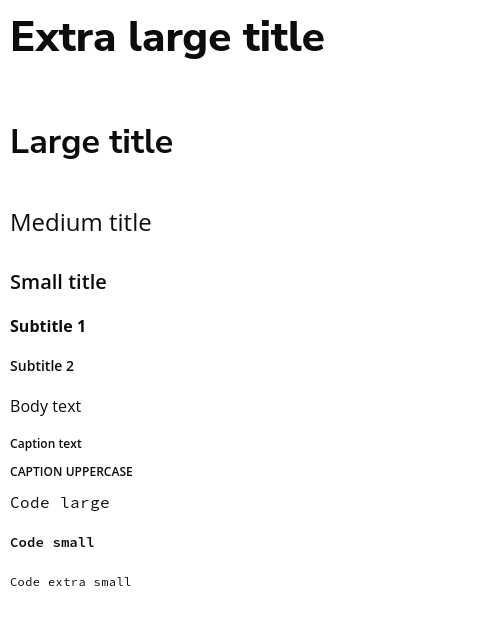 Extra large title
Large title
Medium title
Small title
Subtitle 1
Subtitle 2
Body text
Caption text
CAPTION UPPERCASE
Code large
Code small
Code extra small